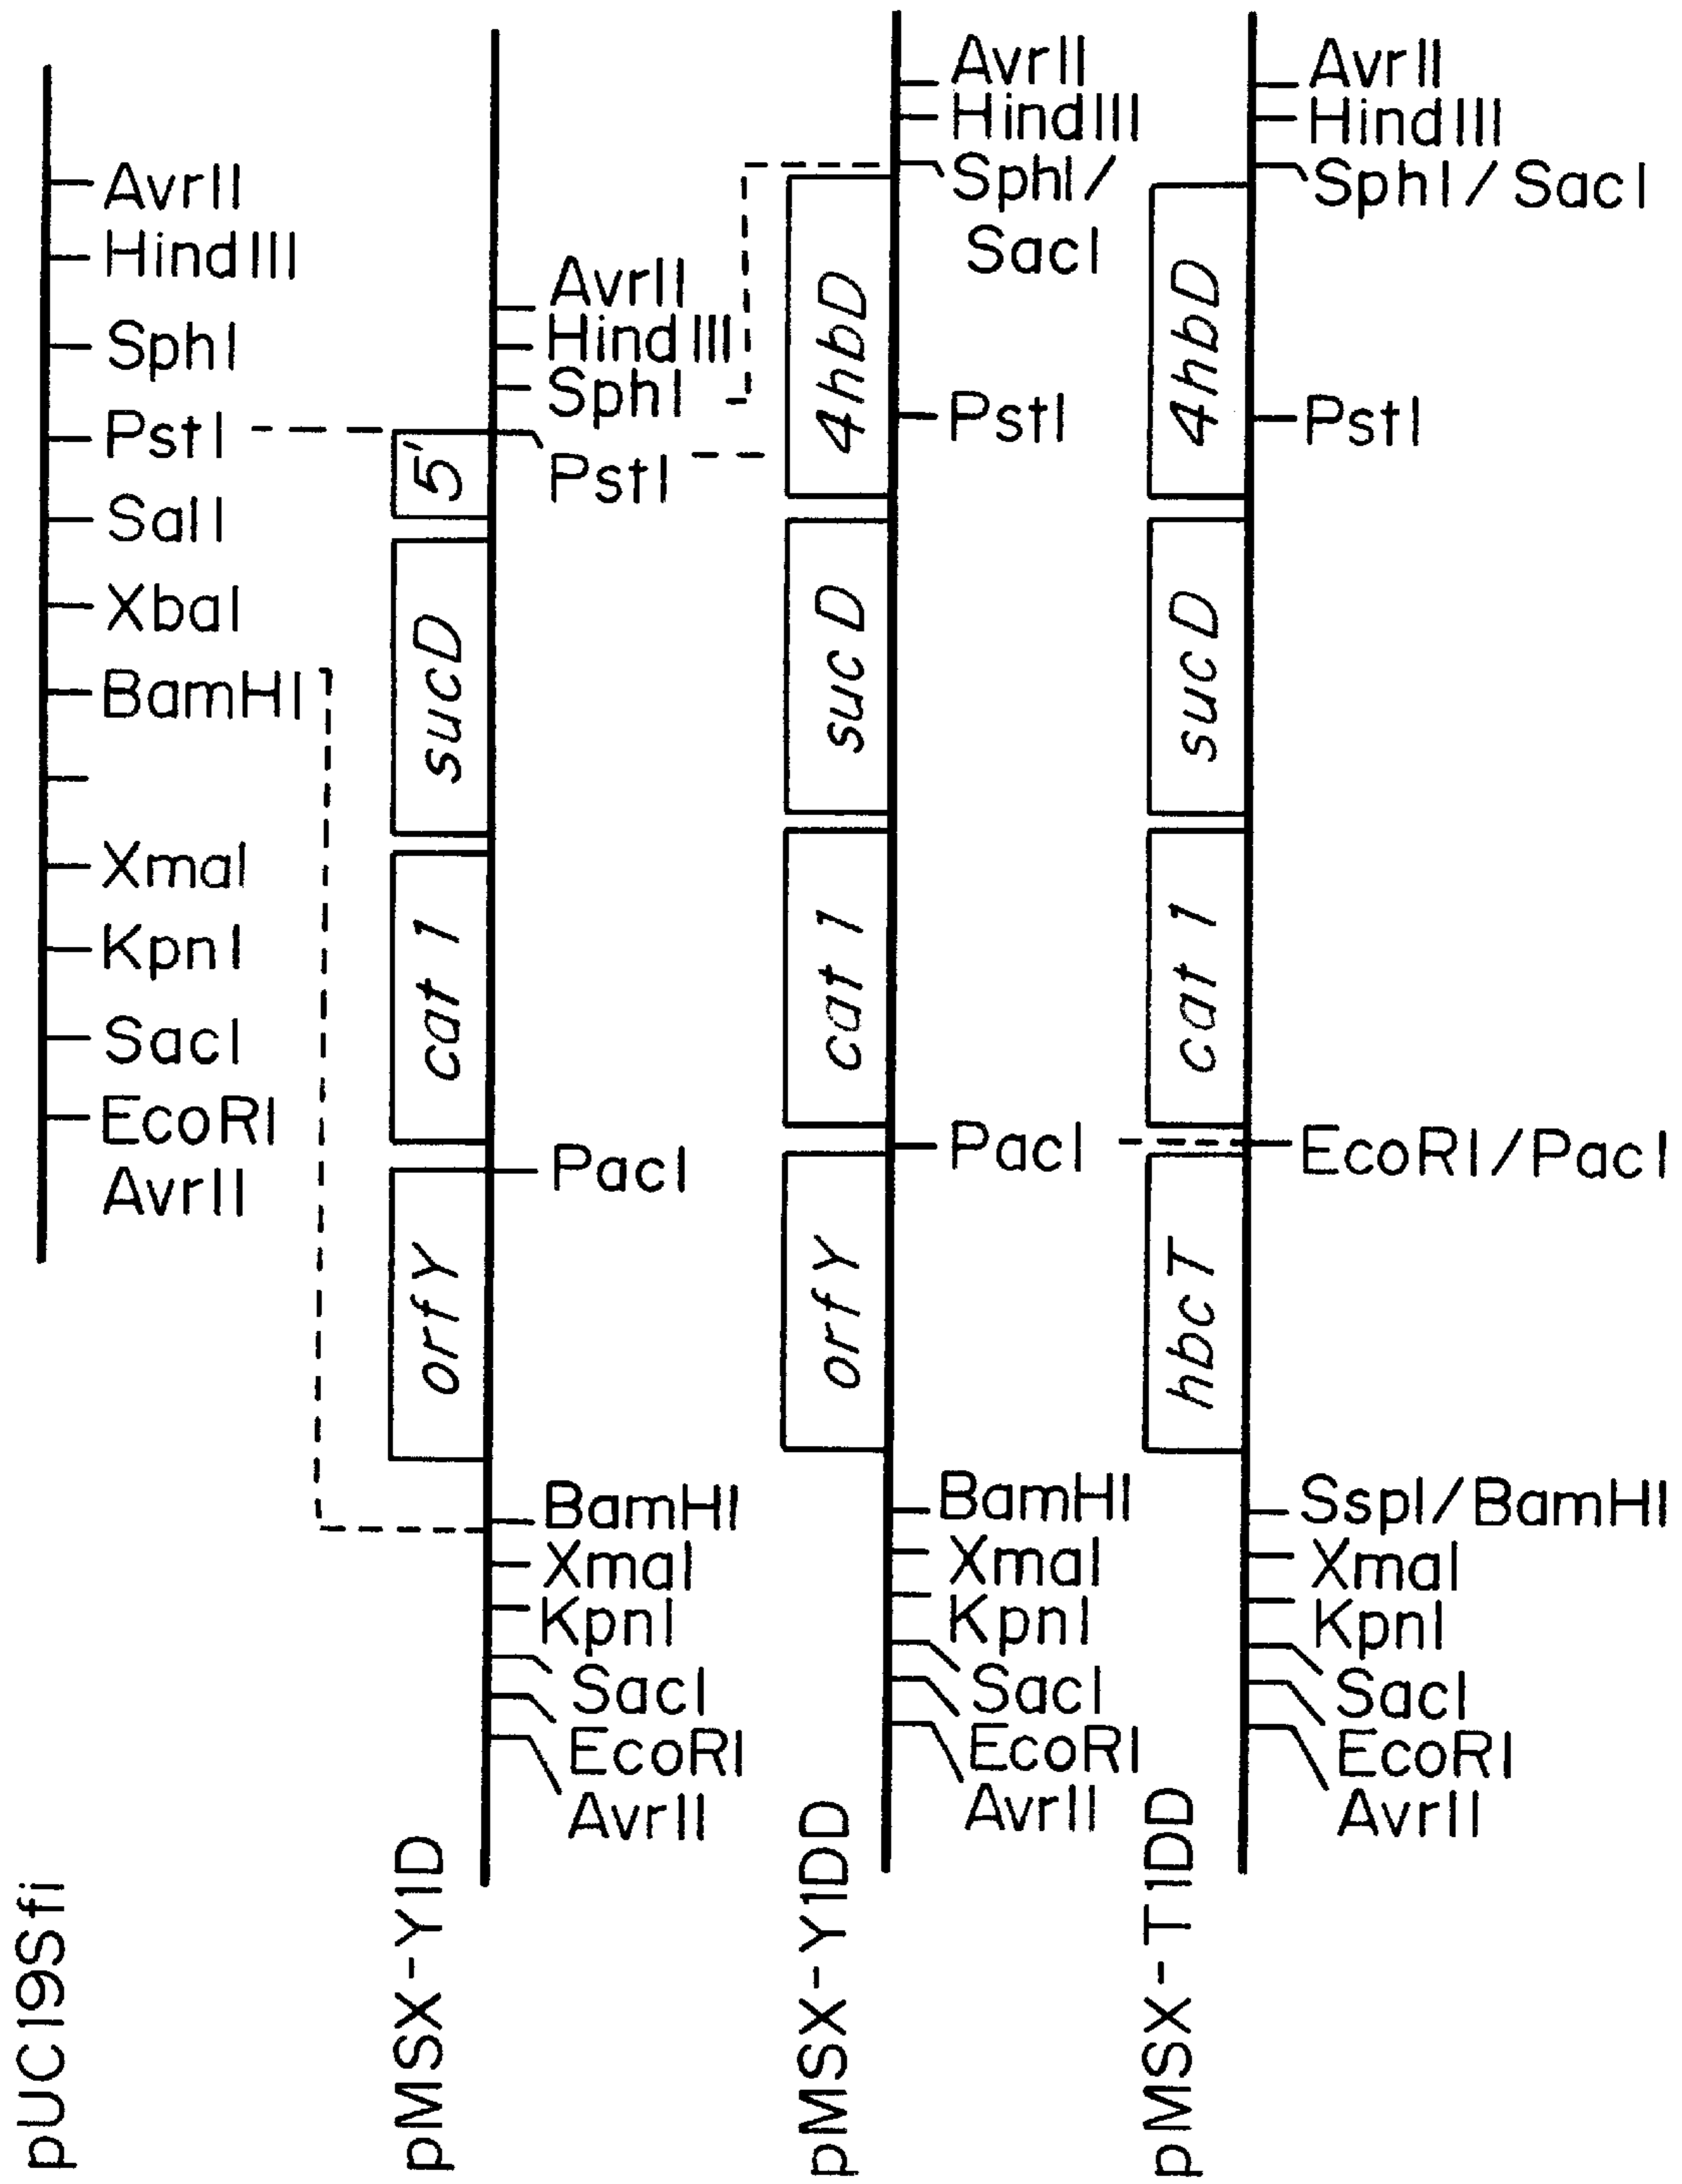 pUC19Sfi
AvrII
HindIII
SphI
PstI
SalI
XbaI
BamHI
XmaI
KpnI
SacI
EcoRI
AvrII
pMSX-Y1D
5'
sucD
cat 1
orfY
AvrII
HindIII
SphI
PstI
PacI
BamHI
XmaI
KpnI
SacI
EcoRI
AvrII
pMSX-Y1DD
4hbD
sucD
cat 1
orfY
AvrII
HindIII
SphI/
SacI
PstI
PacI
BamHI
XmaI
KpnI
SacI
EcoRI
AvrII
pMSX-T1DD
4hbD
sucD
cat 1
hbcT
AvrII
HindIII
SphI/SacI
PstI
EcoRI/PacI
SspI/BamHI
XmaI
KpnI
SacI
EcoRI
AvrII